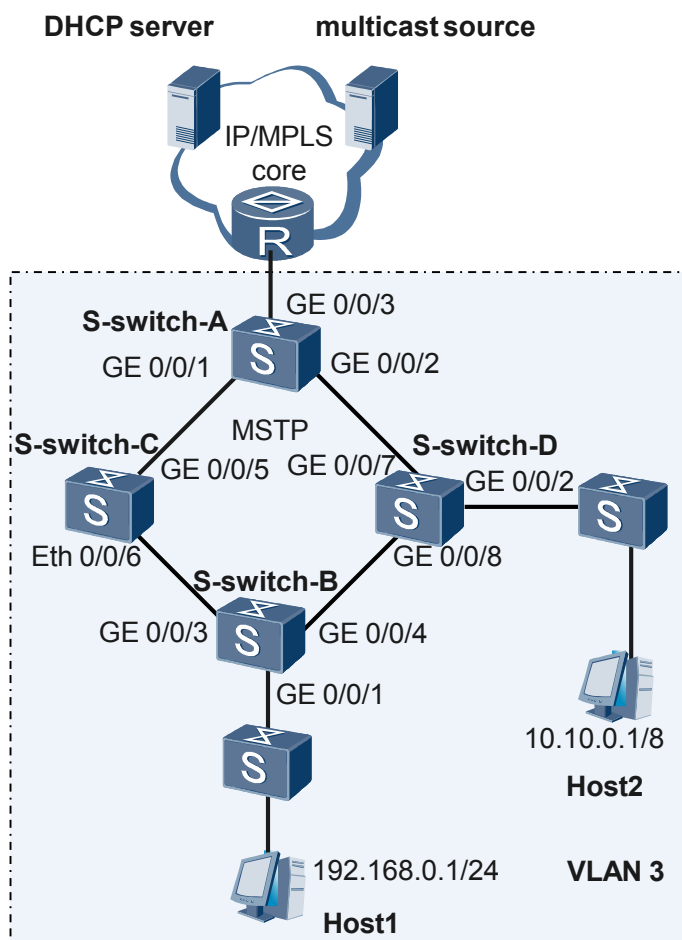 DHCP server
multicast source
IP/MPLS
core
R
GE 0/0/3
S-switch-A
S
GE 0/0/1
GE 0/0/2
MSTP
S-switch-C
S-switch-D
GE 0/0/5
GE 0/0/7
GE 0/0/2
S
S
S
Eth 0/0/6
GE 0/0/8
S-switch-B
GE 0/0/3
S
GE 0/0/4
GE 0/0/1
S
10.10.0.1/8
Host2
192.168.0.1/24
VLAN 3
Host1